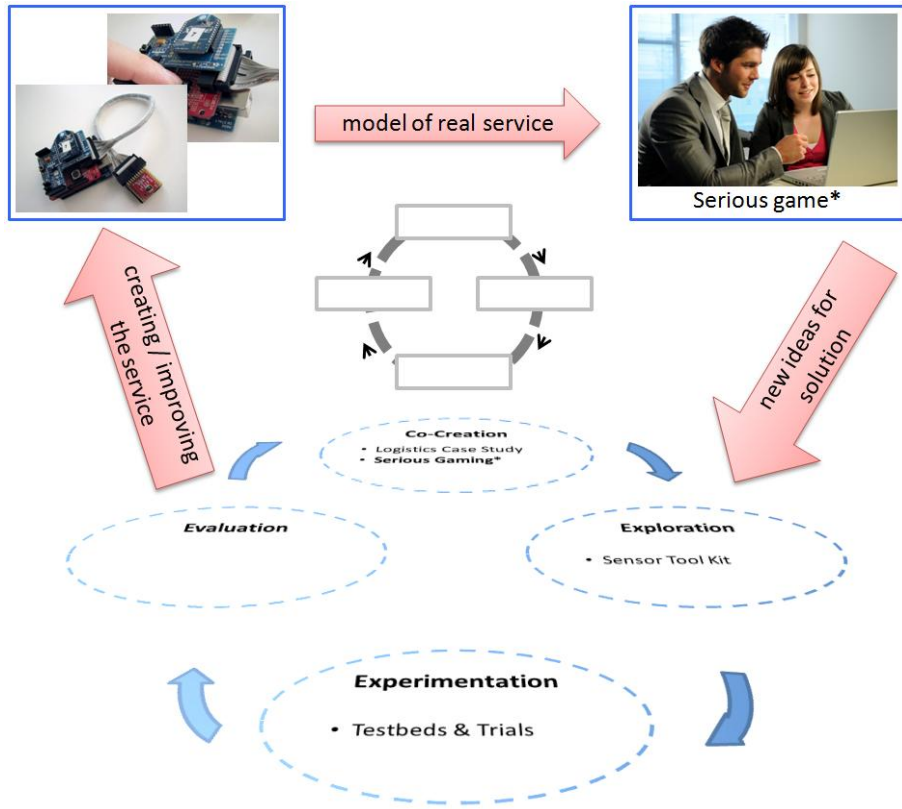 model of real service
Serious game*
creating / improving
the service
new ideas for
solution
Co-Creation
• Logistics Case Study
• Serious Gaming*
Evaluation
Exploration
• Sensor Tool Kit
Experimentation
• Testbeds & Trials